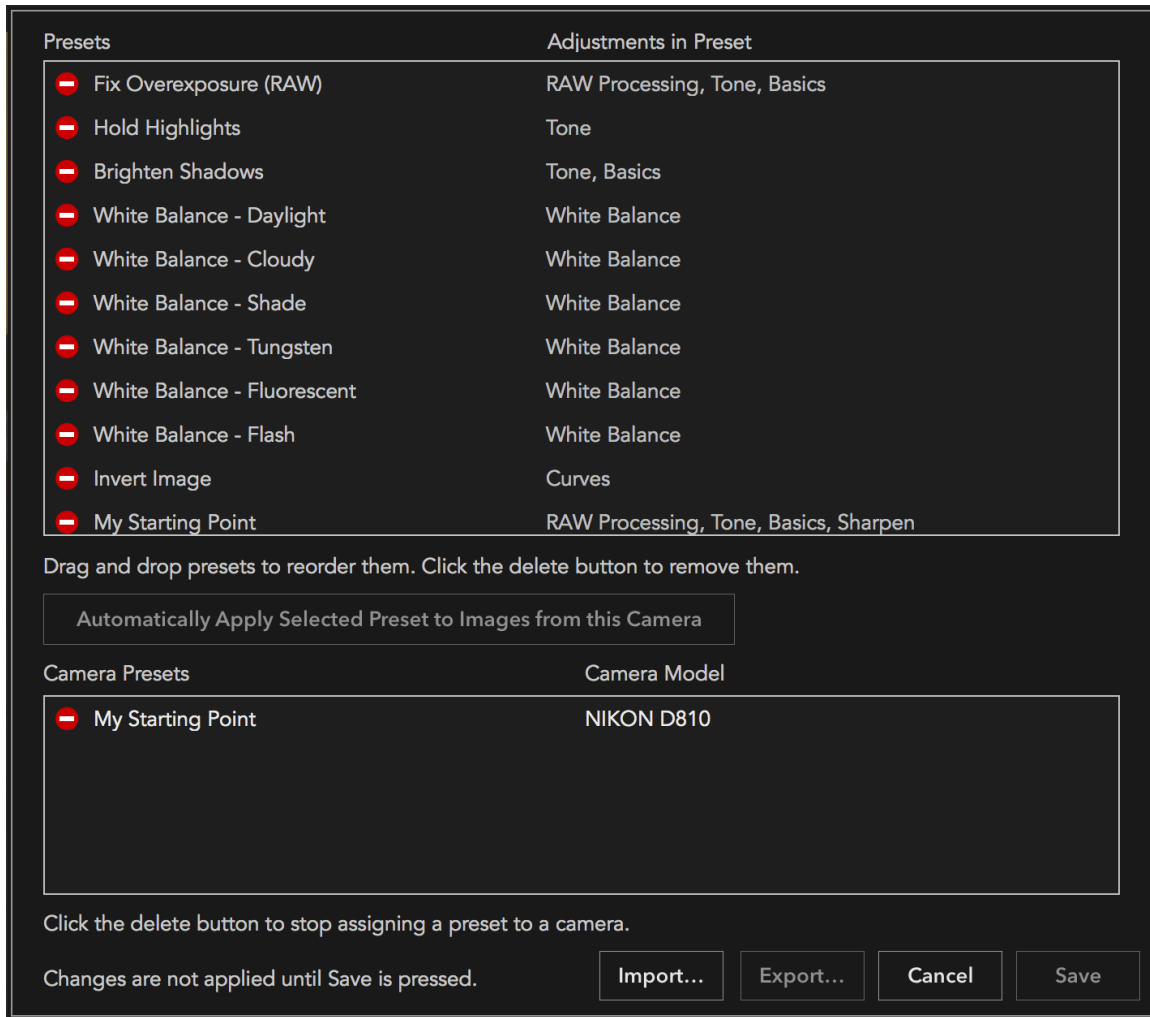 Presets Adjustments in Preset
Fix Overexposure (RAW) RAW Processing, Tone, Basics
Hold Highlights Tone
Brighten Shadows Tone, Basics
White Balance - Daylight White Balance
White Balance - Cloudy White Balance
White Balance - Shade White Balance
White Balance - Tungsten White Balance
White Balance - Fluorescent White Balance
White Balance - Flash White Balance
Invert Image Curves
My Starting Point RAW Processing, Tone, Basics, Sharpen
Drag and drop presets to reorder them. Click the delete button to remove them.
Automatically Apply Selected Preset to Images from this Camera
Camera Presets Camera Model
My Starting Point NIKON D810
Click the delete button to stop assigning a preset to a camera.
Changes are not applied until Save is pressed. Import... Export... Cancel Save